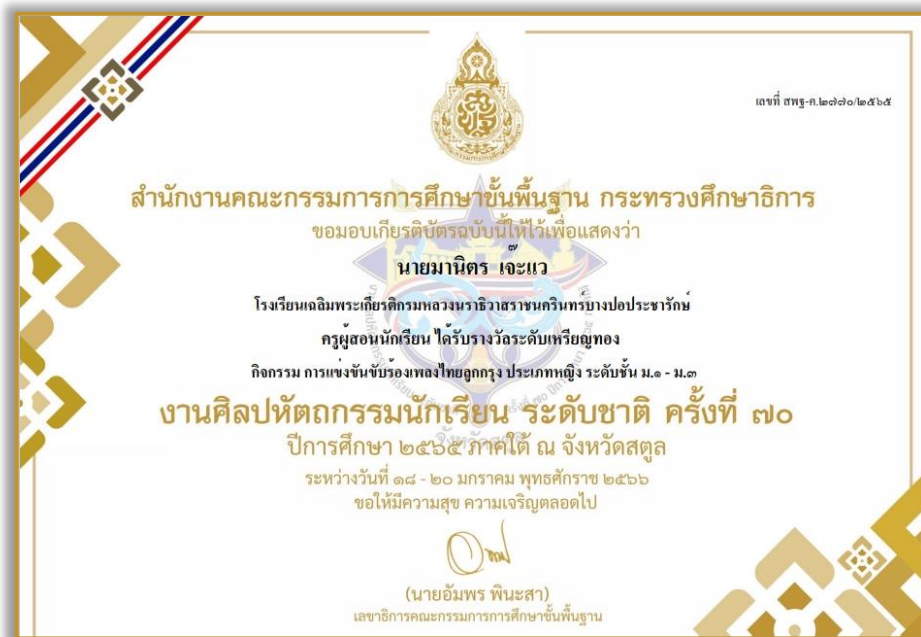 เลขที่ สพฐ-ค.๒๗๗๐/๒๕๖๕
สำนักงานคณะกรรมการการศึกษาขั้นพื้นฐาน กระทรวงศึกษาธิการ
ขอมอบเกียรติบัตรฉบับนี้ให้ไว้เพื่อแสดงว่า
นายมานิตร เจ๊ะแว
โรงเรียนเฉลิมพระเกียรติกรมหลวงนราธิวาสราชนครินทร์บางปอประชารักษ์
ครูผู้สอนนักเรียน ได้รับรางวัลระดับเหรียญทอง
กิจกรรม การแข่งขันขับร้องเพลงไทยลูกกรุง ประเภทหญิง ระดับชั้น ม.๑ - ม.๓
งานศิลปหัตถกรรมนักเรียน ระดับชาติ ครั้งที่ ๗๐
ปีการศึกษา ๒๕๖๕ ภาคใต้ ณ จังหวัดสตูล
ระหว่างวันที่ ๑๘ - ๒๐ มกราคม พุทธศักราช ๒๕๖๖
ขอให้มีความสุข ความเจริญตลอดไป
(นายอัมพร พินะสา)
เลขาธิการคณะกรรมการการศึกษาขั้นพื้นฐาน